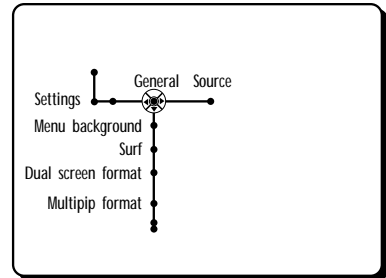 General Source
Settings
Menu background
Surf
Dual screen format
Multipip format